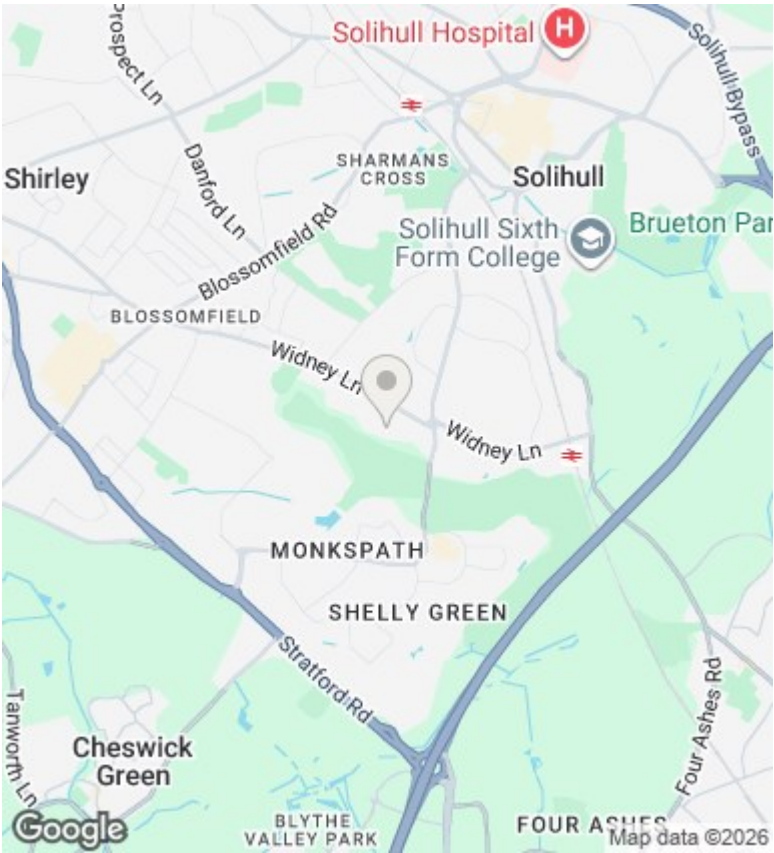 Solihull Hospital
H
Prospect Ln
Solihull Bypass
Danford Ln
SHARMANS
CROSS
Shirley
Solihull
Blossomfield Rd
Solihull Sixth
Form College
Brueton Par
BLOSSOMFIELD
Widney Ln
Widney Ln
MONKSPATH
SHELLY GREEN
Stratford Rd
Tanworth Ln
Four Ashes Rd
Cheswick
Green
BLYTHE
VALLEY PARK
FOUR ASHES
Google
Map data ©2026